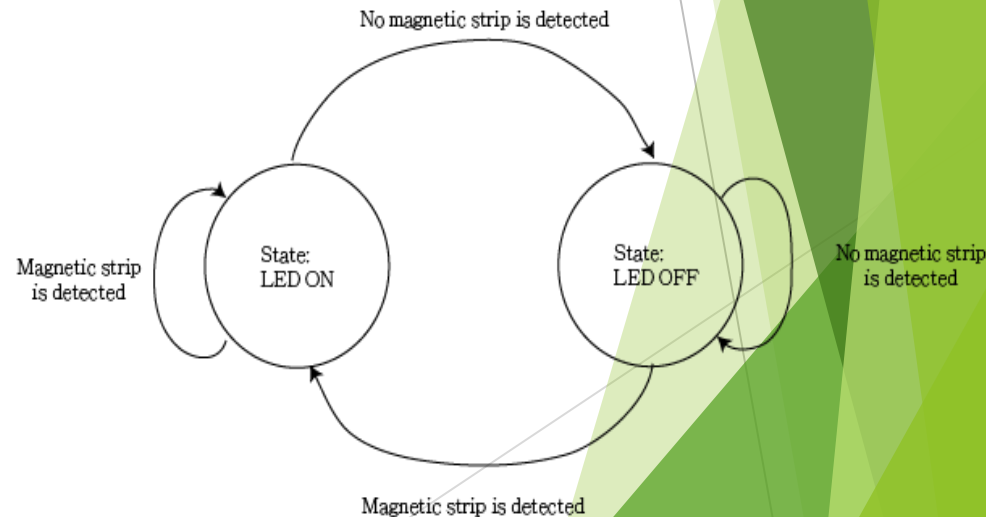 No magnetic strip is detected
Magnetic strip
is detected
State:
LED ON
State:
LED OFF
No magnetic strip
is detected
Magnetic strip is detected